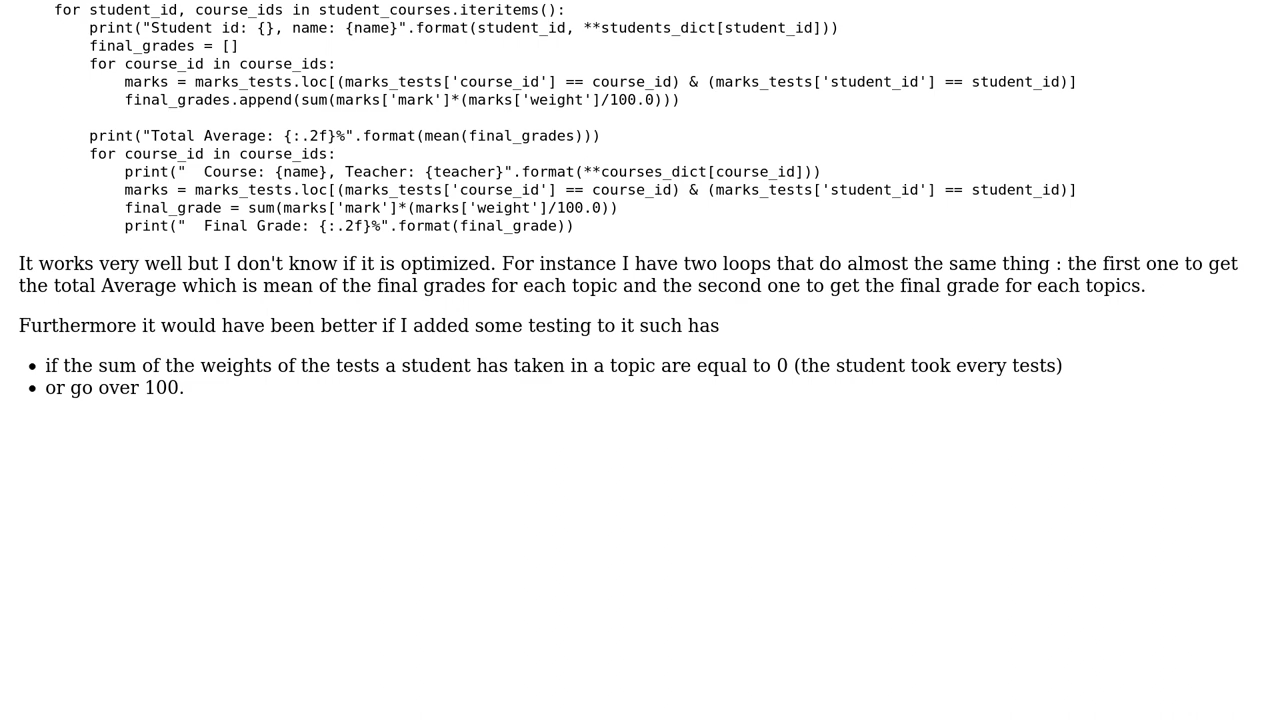 for student_id, course_ids in student_courses.iteritems():
    print("Student id: {}, name: {name}".format(student_id, **students_dict[student_id]))
    final_grades = []
    for course_id in course_ids:
        marks = marks_tests.loc[(marks_tests['course_id'] == course_id) & (marks_tests['student_id'] == student_id)]
        final_grades.append(sum(marks['mark']*(marks['weight']/100.0)))

    print("Total Average: {:.2f}%".format(mean(final_grades)))
    for course_id in course_ids:
        print("  Course: {name}, Teacher: {teacher}".format(**courses_dict[course_id]))
        marks = marks_tests.loc[(marks_tests['course_id'] == course_id) & (marks_tests['student_id'] == student_id)]
        final_grade = sum(marks['mark']*(marks['weight']/100.0))
        print("  Final Grade: {:.2f}%".format(final_grade))
It works very well but I don't know if it is optimized. For instance I have two loops that do almost the same thing : the first one to get
the total Average which is mean of the final grades for each topic and the second one to get the final grade for each topics.
Furthermore it would have been better if I added some testing to it such has
• if the sum of the weights of the tests a student has taken in a topic are equal to 0 (the student took every tests)
• or go over 100.